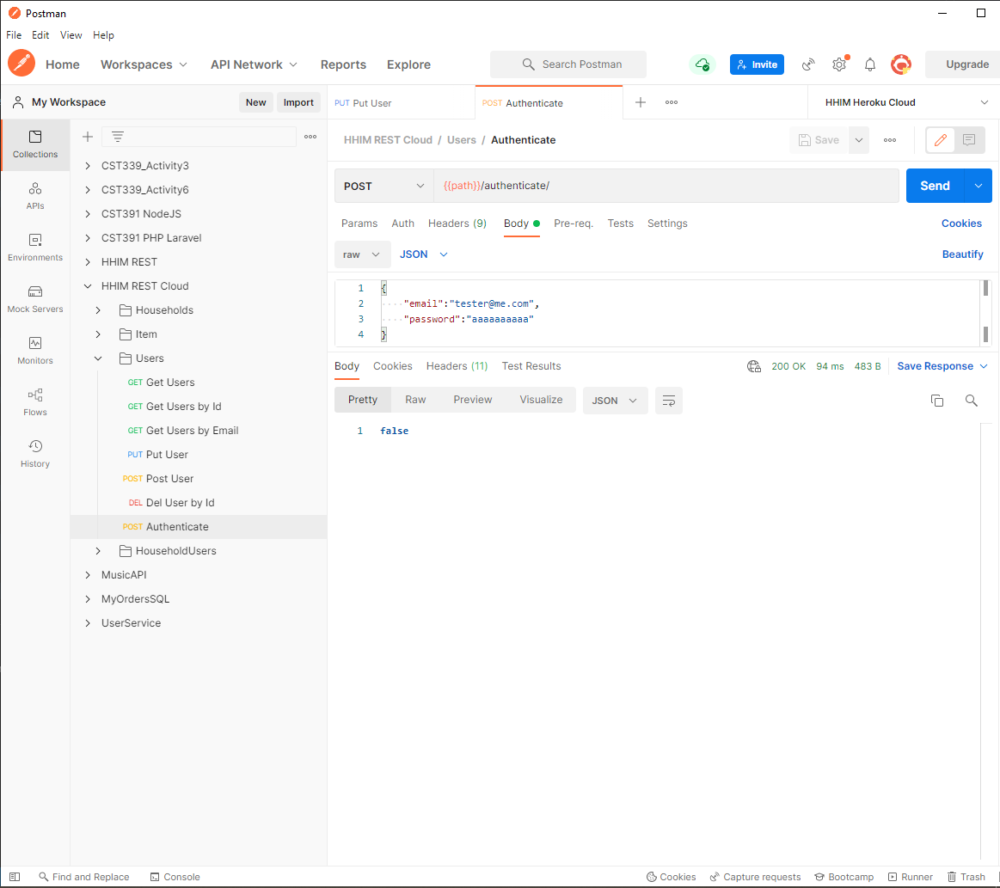 Postman
File Edit View Help
Home Workspaces API Network Reports Explore Search Postman Invite Upgrade
My Workspace New Import
PUT Put User POST Authenticate HHIM Heroku Cloud
Collections
APIs
Environments
Mock Servers
Monitors
Flows
History
CST339_Activity3
CST339_Activity6
CST391 NodeJS
CST391 PHP Laravel
HHIM REST
HHIM REST Cloud
Households
Item
Users
GET Get Users
GET Get Users by Id
GET Get Users by Email
PUT Put User
POST Post User
DEL Del User by Id
POST Authenticate
HouseholdUsers
MusicAPI
MyOrdersSQL
UserService
HHIM REST Cloud / Users / Authenticate Save
POST {{path}}/authenticate/ Send
Params Auth Headers (9) Body Pre-req. Tests Settings Cookies
raw JSON Beautify
1 {
2 ····"email":"tester@me.com",
3 ····"password":"aaaaaaaaaa"
4 }
Body Cookies Headers (11) Test Results 200 OK 94 ms 483 B Save Response
Pretty Raw Preview Visualize JSON
1 false
Find and Replace Console Cookies Capture requests Bootcamp Runner Trash